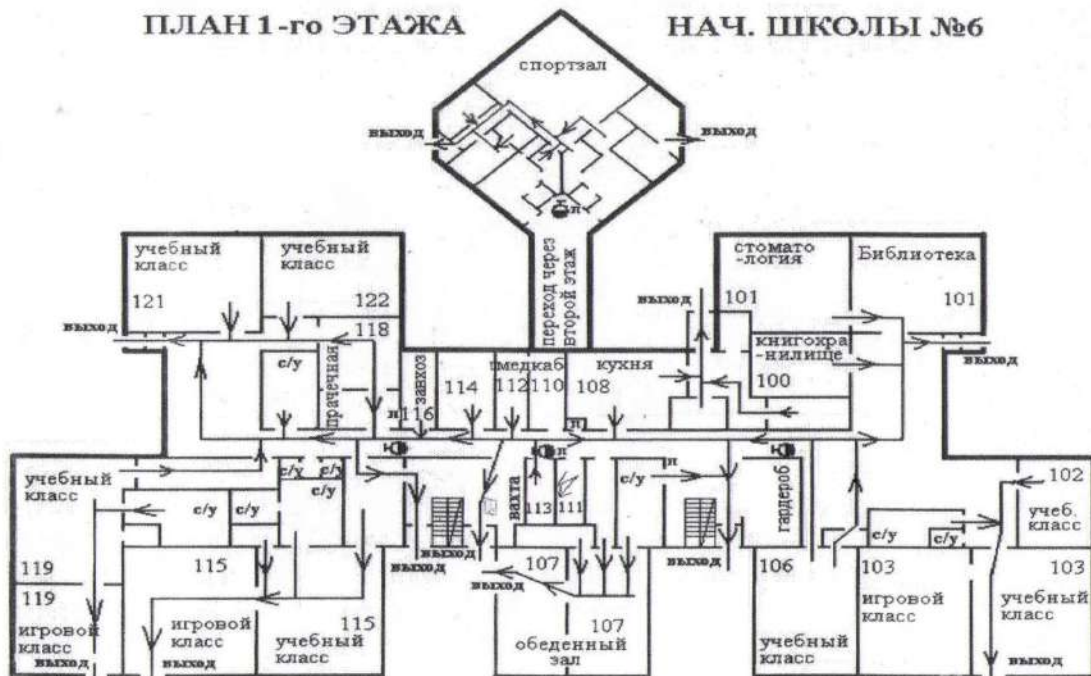 ПЛАН 1-го ЭТАЖА
НАЧ. ШКОЛЫ №6
спортзал
выход
выход
п
переход через
второй этаж
учебный
класс
121
учебный
класс
122
118
выход
с/у
прачечная
п
116
завхоз
114
медкаб
112
110
кухня
108
п
выход
стомато
-логия
101
Библиотека
101
книгохра
-нилище
100
выход
учебный
класс
с/у
с/у
с/у
с/у
с/у
вахта
113
111
п
с/у
п
гардероб
с/у
с/у
102
учеб.
класс
119
119
игровой
класс
выход
115
игровой
класс
выход
115
учебный
класс
выход
выход
выход
107
107
обеденный
зал
выход
106
учебный
класс
103
игровой
класс
103
учебный
класс
выход